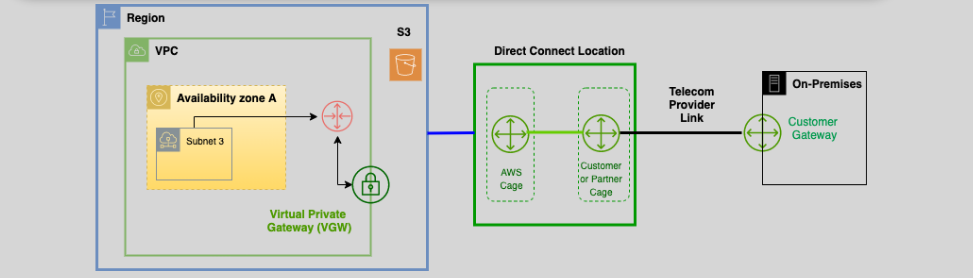 Region
S3
VPC
Availability zone A
Subnet 3
Virtual Private
Gateway (VGW)
Direct Connect Location
AWS
Cage
Customer
or Partner
Cage
Telecom
Provider
Link
On-Premises
Customer
Gateway